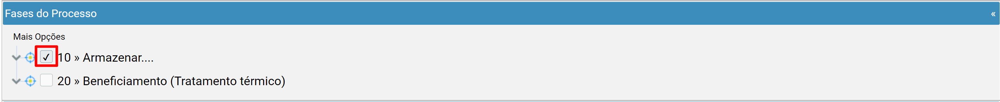 Fases do Processo «
Mais Opções
10 » Armazenar....
20 » Beneficiamento (Tratamento térmico)